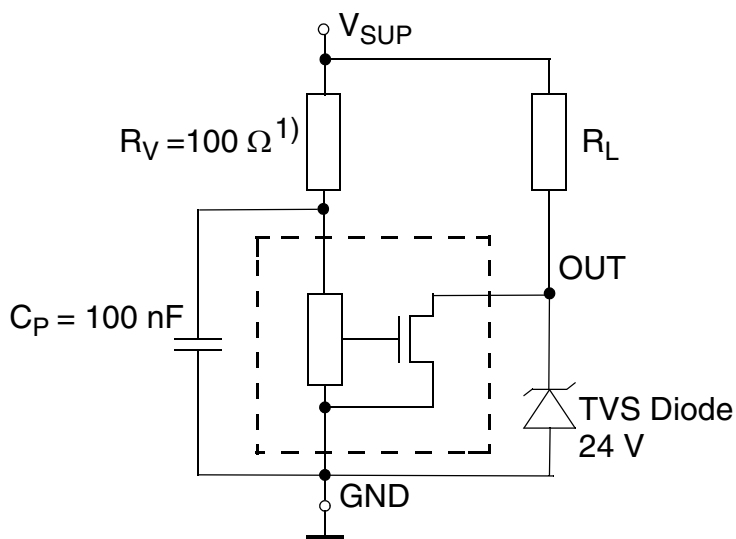 V_SUP
R_V =100 Ω ¹⁾
R_L
OUT
C_P = 100 nF
TVS Diode
24 V
GND